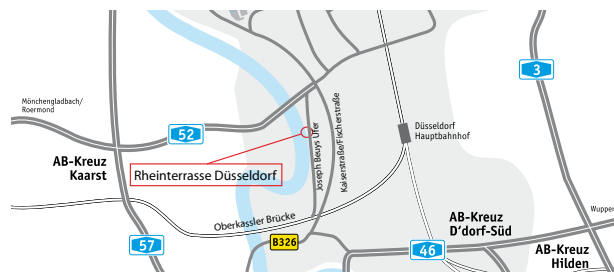 3
Mönchengladbach/
Roermond
52
Joseph Beuys Ufer
Kaiserstraße/Fischerstraße
Düsseldorf
Hauptbahnhof
AB-Kreuz
Kaarst
Rheinterrasse Düsseldorf
Oberkassler Brücke
57
B326
46
AB-Kreuz
D'dorf-Süd
Wupper
AB-Kreuz
Hilden